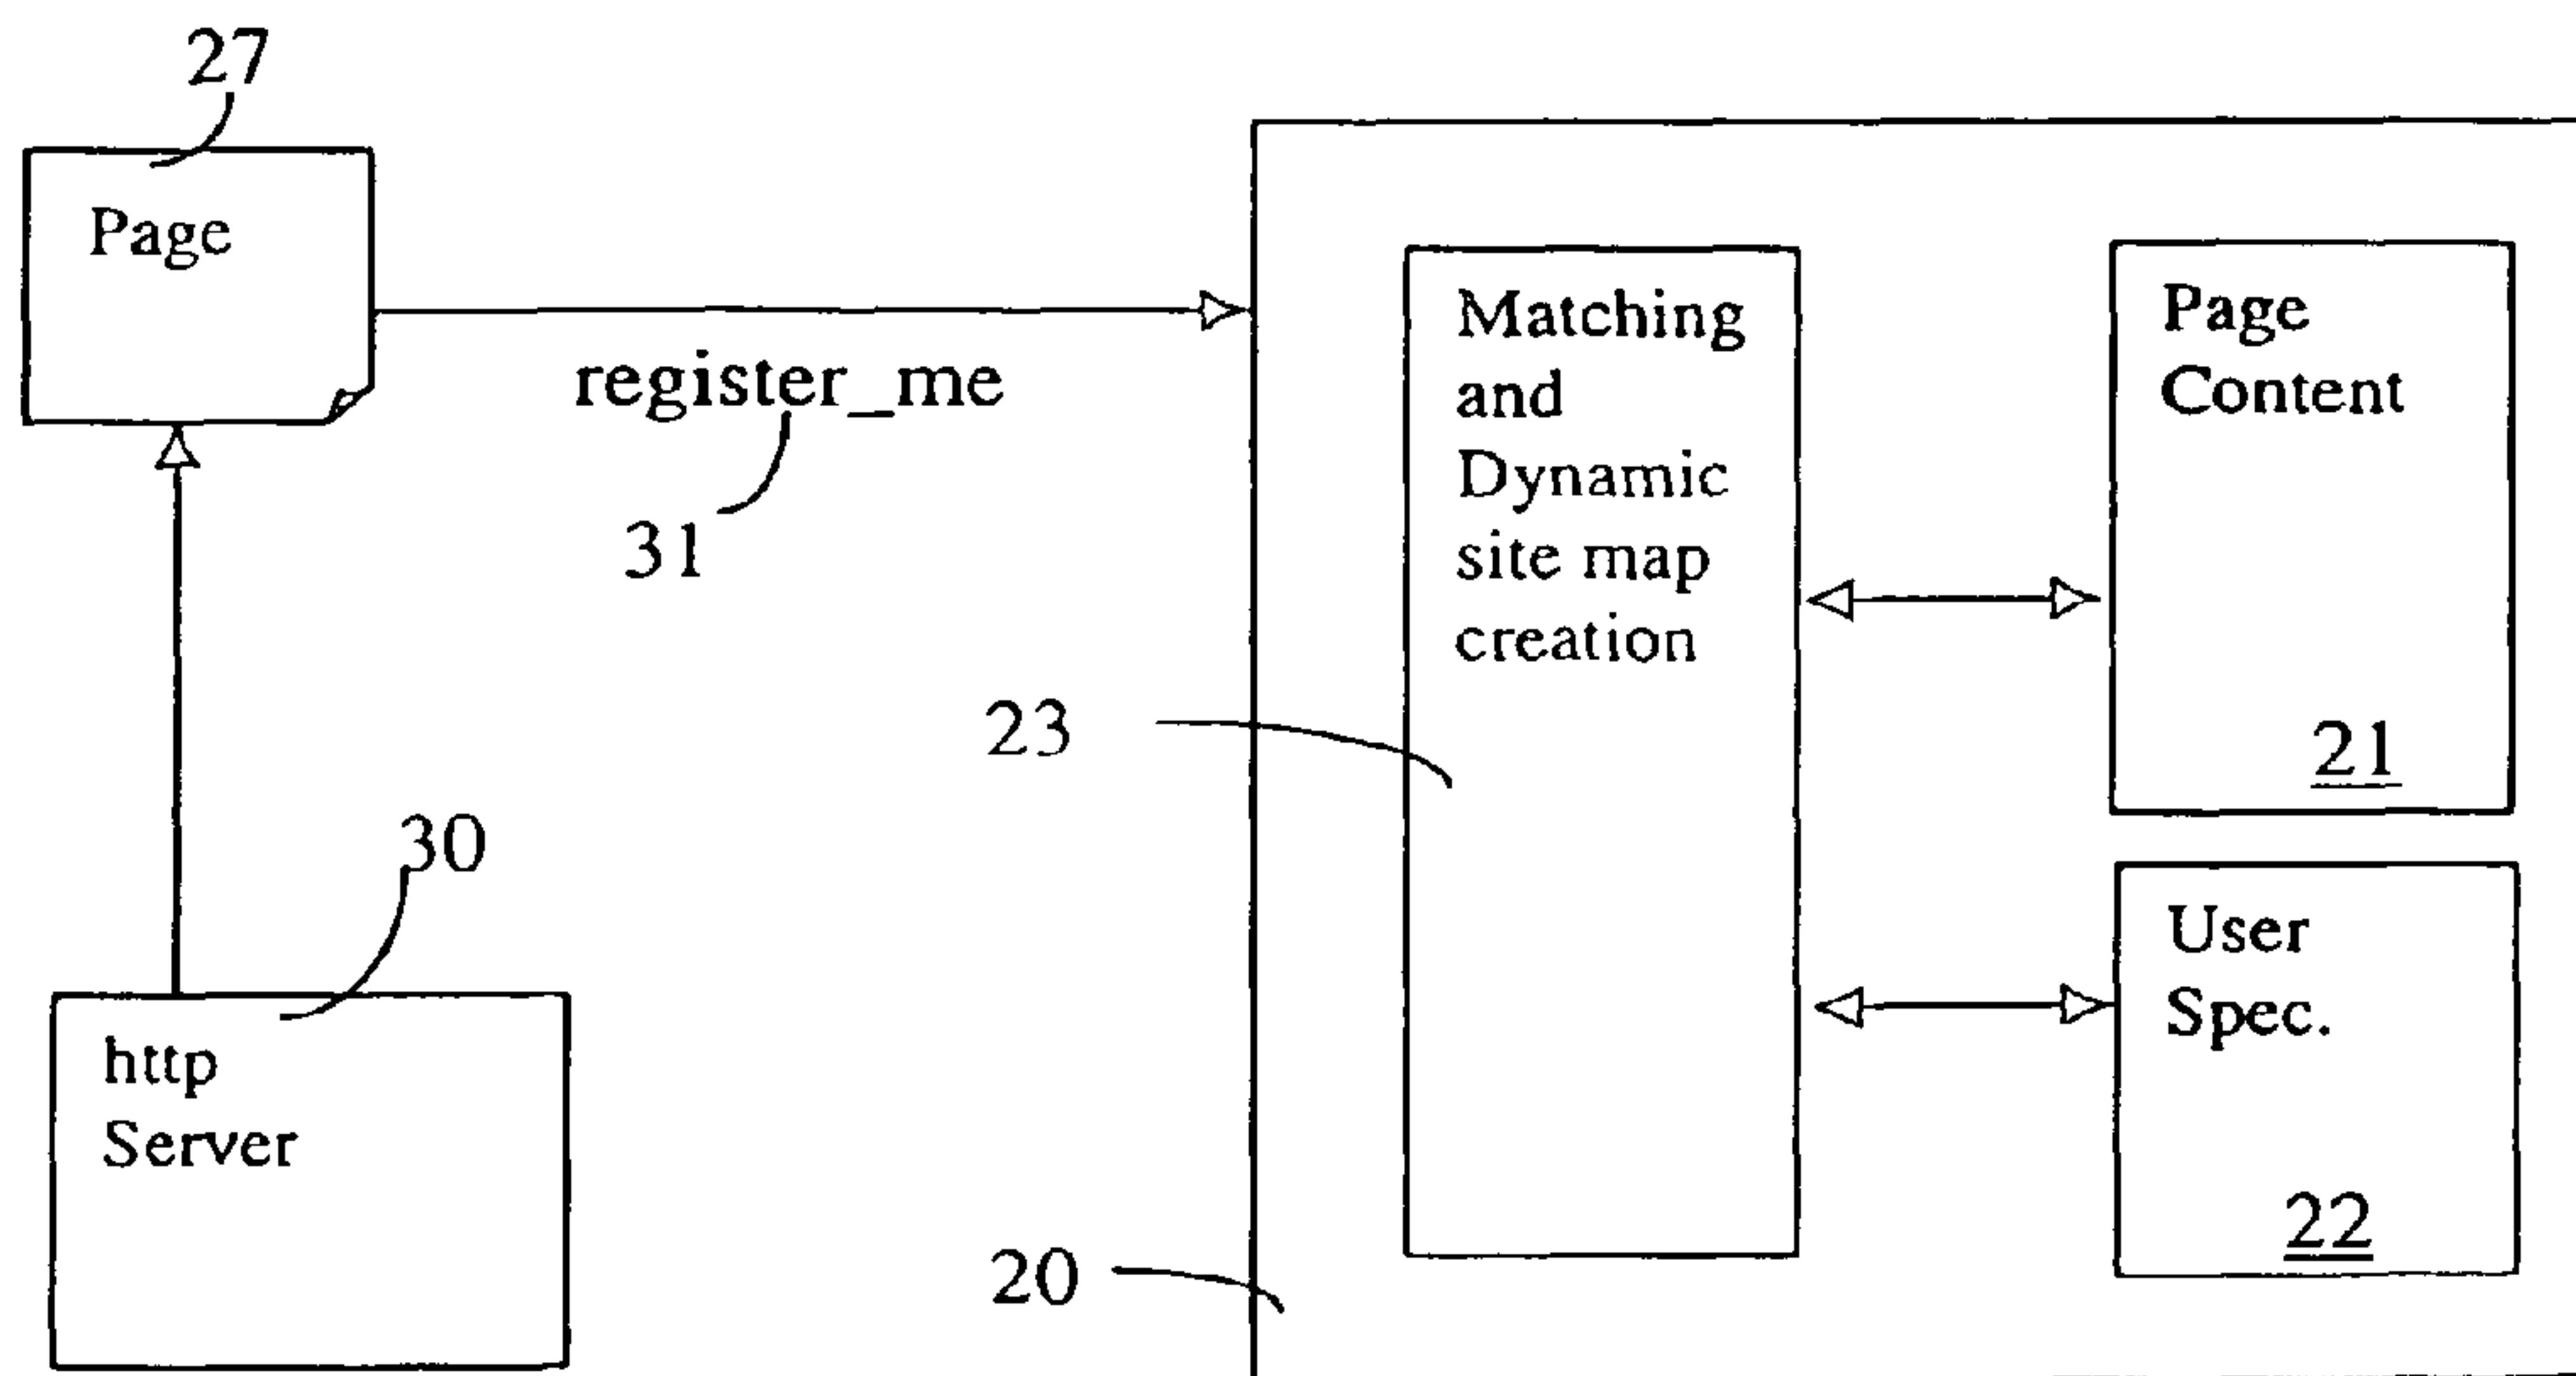 27
Page
register_me
31
30
http
Server
Matching
and
Dynamic
site map
creation
23
20
Page
Content
21
User
Spec.
22